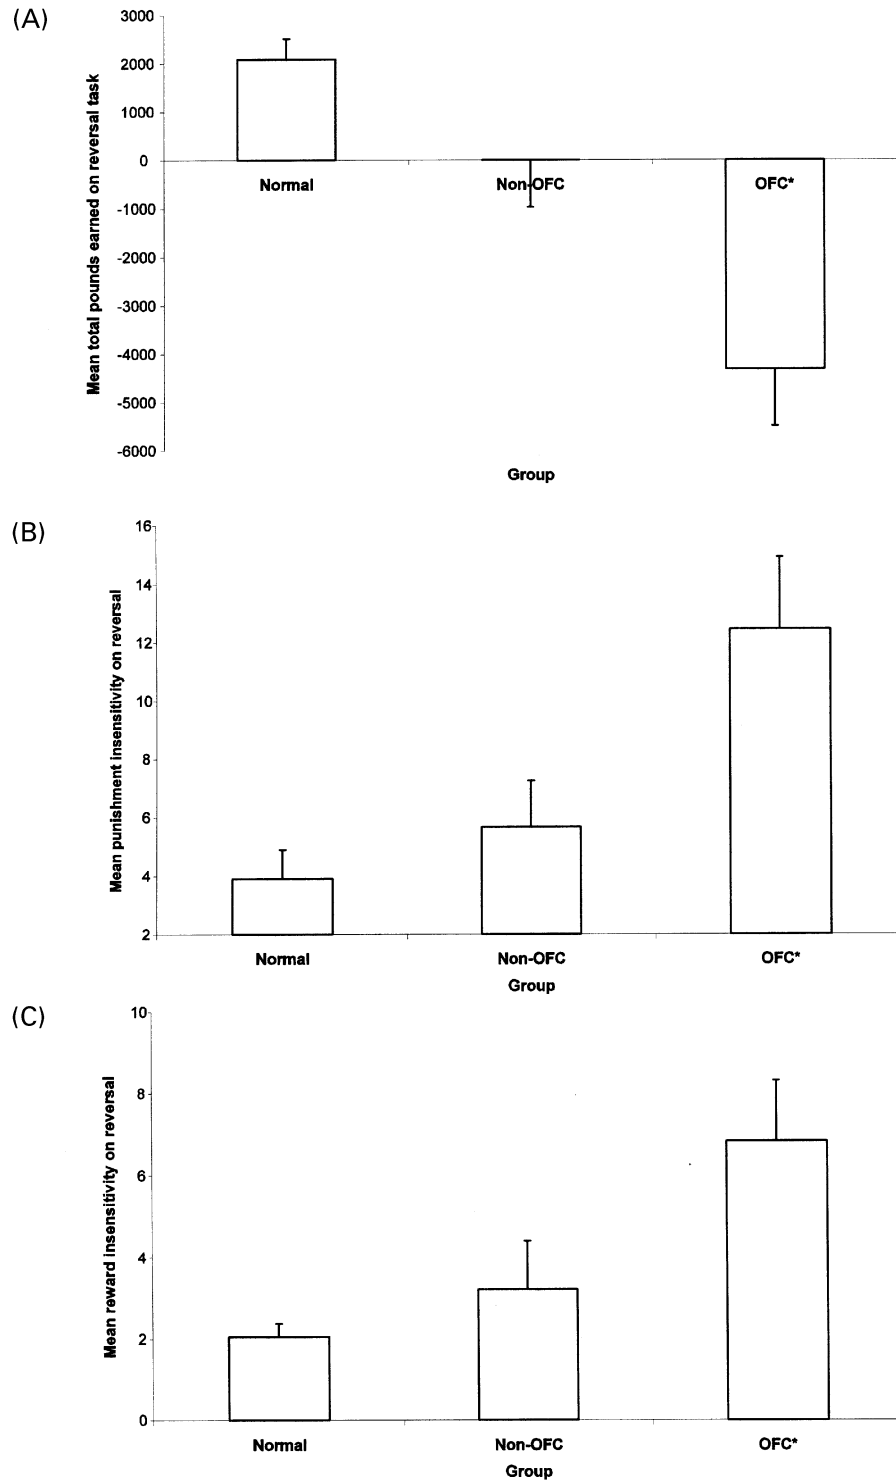 (A)
Mean total pounds earned on reversal task
3000
2000
1000
0
-1000
-2000
-3000
-4000
-5000
-6000
Normal
Non-OFC
OFC*
Group
(B)
Mean punishment insensitivity on reversal
16
14
12
10
8
6
4
2
Normal
Non-OFC
OFC*
Group
(C)
Mean reward insensitivity on reversal
10
8
6
4
2
0
Normal
Non-OFC
OFC*
Group